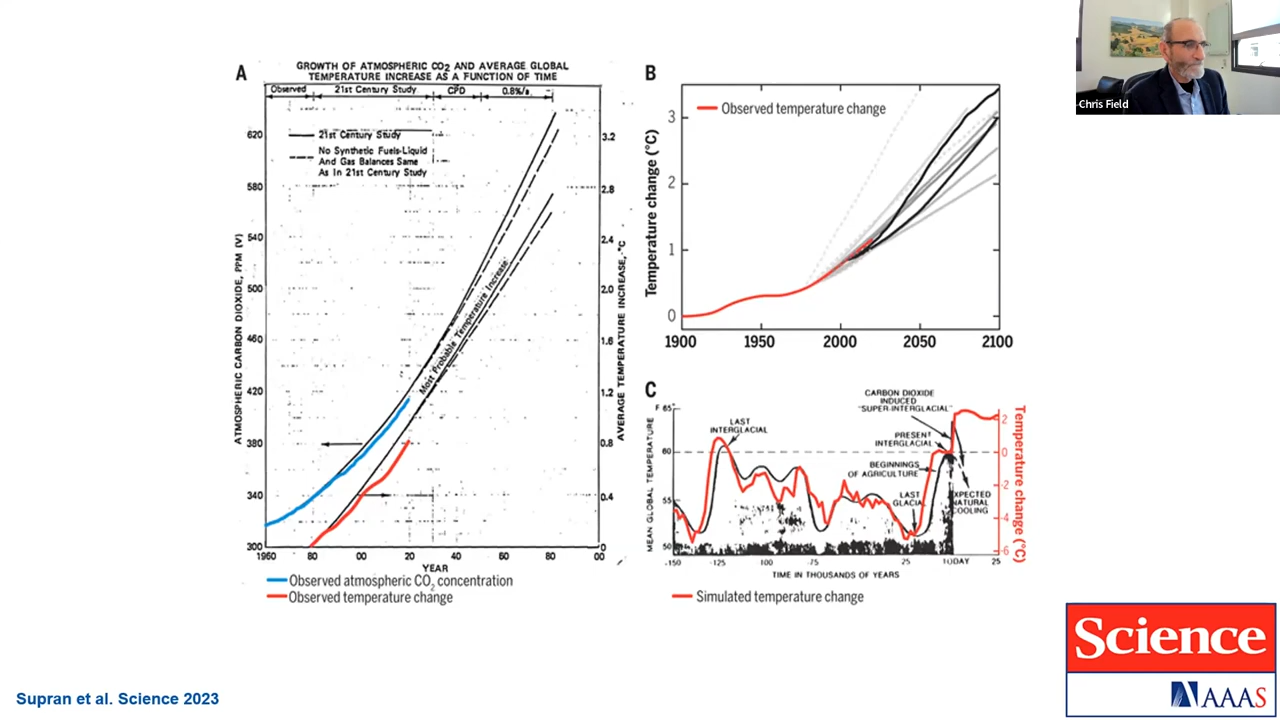 Chris Field
A
GROWTH OF ATMOSPHERIC CO2 AND AVERAGE GLOBAL
TEMPERATURE INCREASE AS A FUNCTION OF TIME
Observed 21st Century Study CPD 0.8%/a
21st Century Study
No Synthetic Fuels-Liquid
And Gas Balances Same
As In 21st Century Study
ATMOSPHERIC CARBON DIOXIDE, PPM (V)
620
580
540
500
460
420
380
340
300
Most Probable Temperature Increase
3.2
2.8
2.4
2.0
1.6
1.2
0.8
0.4
0
AVERAGE TEMPERATURE INCREASE, °C
1960 80 00 20 40 60 80 00
YEAR
Observed atmospheric CO2 concentration
Observed temperature change
B
Observed temperature change
Temperature change (°C)
3
2
1
0
1900 1950 2000 2050 2100
C
F
MEAN GLOBAL TEMPERATURE
65
60
55
50
LAST
INTERGLACIAL
CARBON DIOXIDE
INDUCED
"SUPER-INTERGLACIAL"
PRESENT
INTERGLACIAL
BEGINNINGS
OF AGRICULTURE
LAST
GLACIAL
EXPECTED
NATURAL
COOLING
2
0
-2
-4
-6
Temperature change (°C)
-150 -125 100 -75 25 TODAY 25
TIME IN THOUSANDS OF YEARS
Simulated temperature change
Supran et al. Science 2023
Science
AAAS